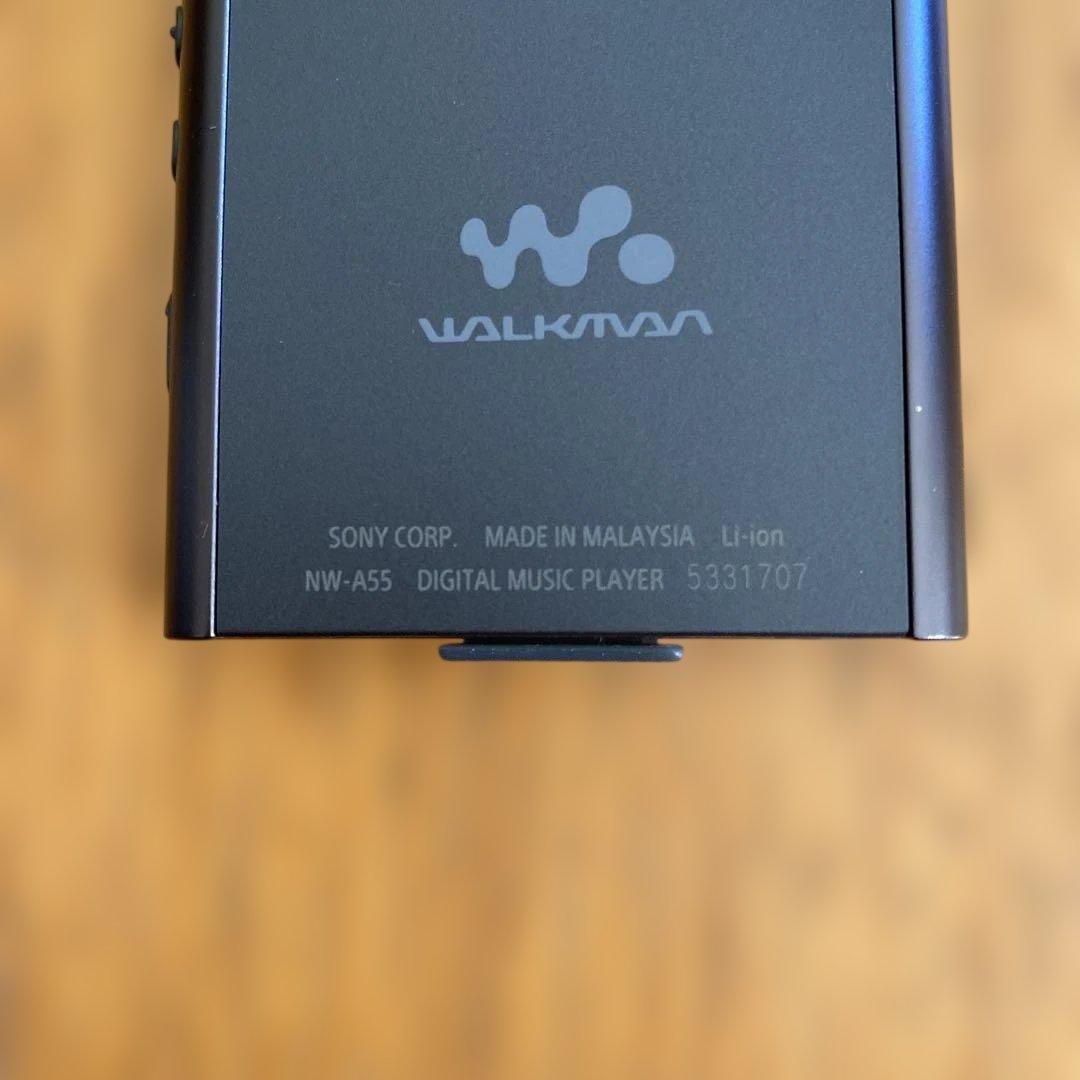 WALKMAN
SONY CORP. MADE IN MALAYSIA Li-ion
NW-A55 DIGITAL MUSIC PLAYER 5331707